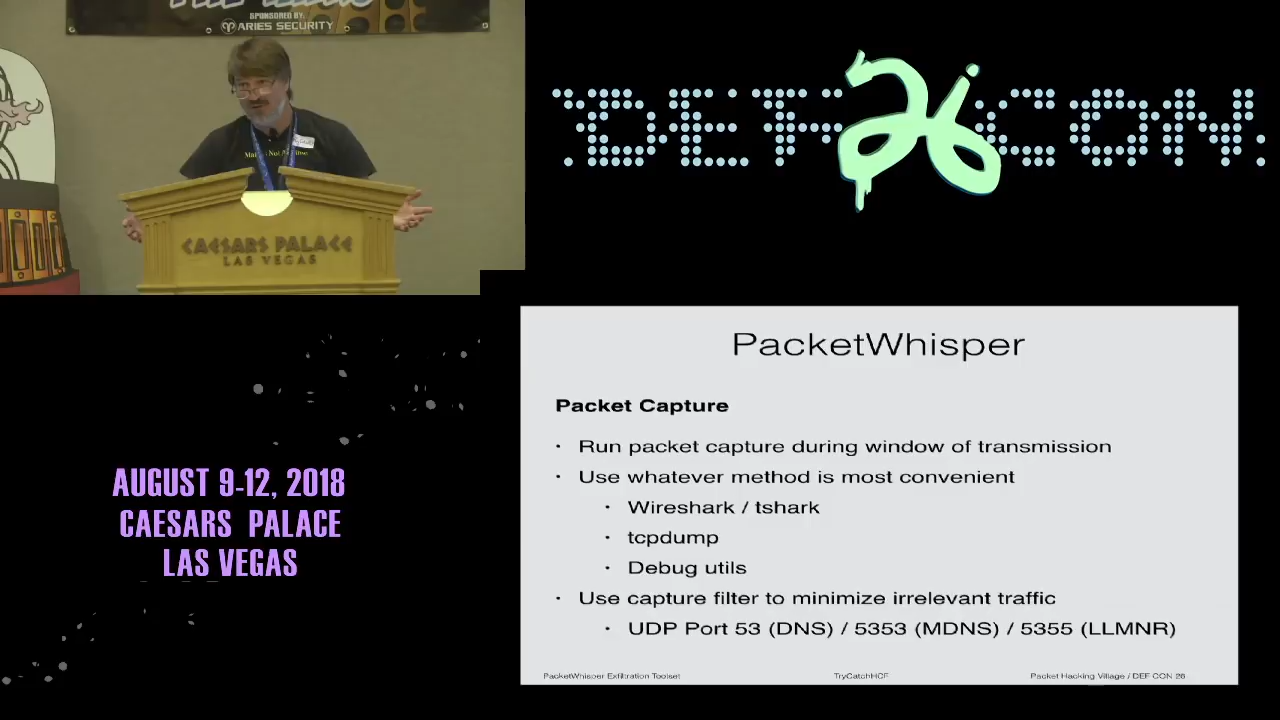 SPONSORED BY:
ARIES SECURITY
CAESARS PALACE
LAS VEGAS
DEF 26 CON
AUGUST 9-12, 2018
CAESARS PALACE
LAS VEGAS
PacketWhisper
Packet Capture
· Run packet capture during window of transmission
· Use whatever method is most convenient
· Wireshark / tshark
· tcpdump
· Debug utils
· Use capture filter to minimize irrelevant traffic
· UDP Port 53 (DNS) / 5353 (MDNS) / 5355 (LLMNR)
PacketWhisper Exfiltration Toolset TryCatchHCF Packet Hacking Village / DEF CON 26